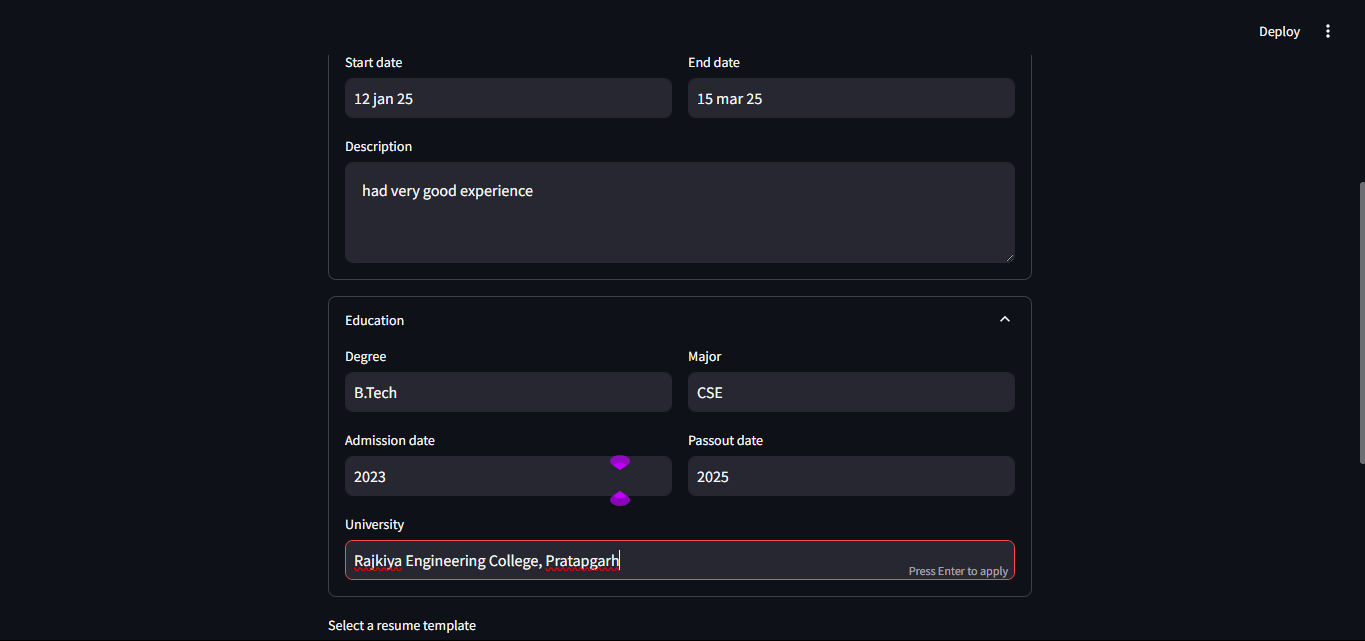 Deploy
Start date
End date
12 jan 25
15 mar 25
Description
had very good experience
Education
Degree
Major
B.Tech
CSE
Admission date
Passout date
2023
2025
University
Rajkiya Engineering College, Pratapgarh
Press Enter to apply
Select a resume template